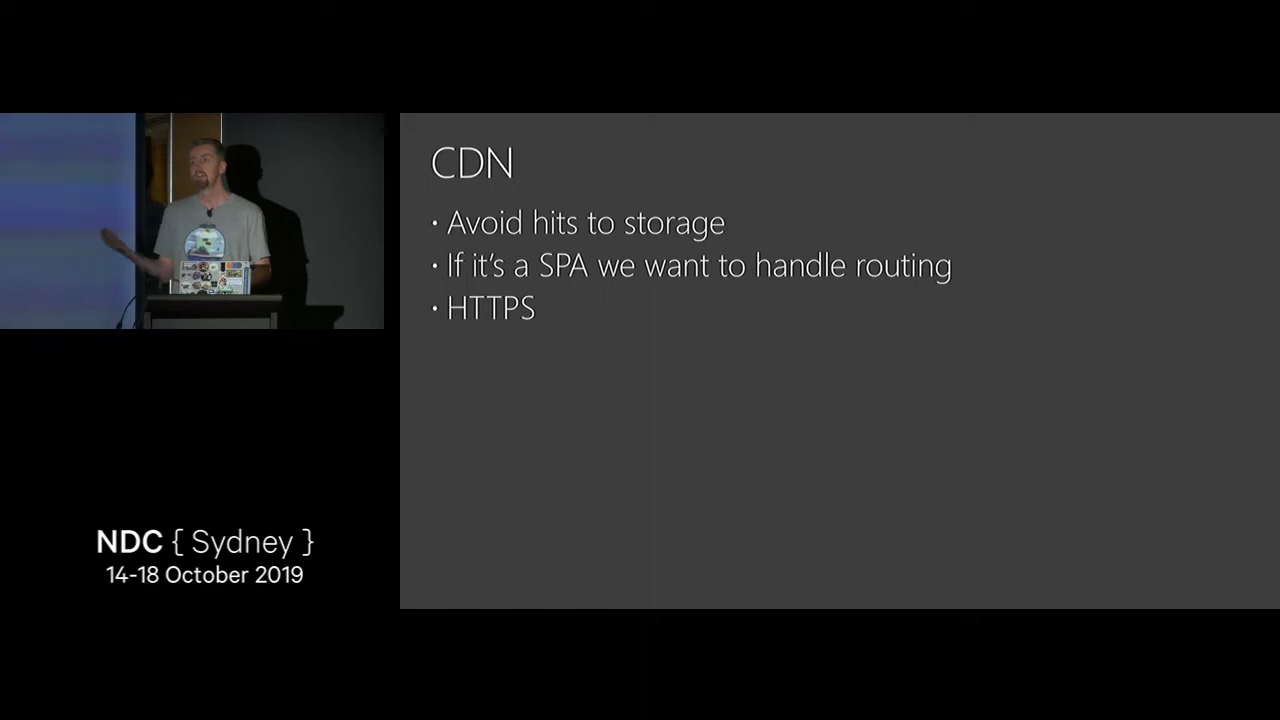 CDN
· Avoid hits to storage
· If it's a SPA we want to handle routing
· HTTPS
NDC { Sydney }
14-18 October 2019